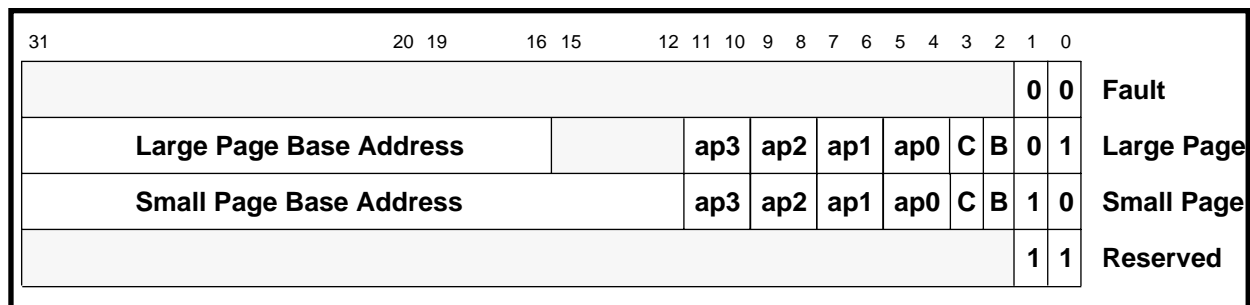 31 20 19 16 15 12 11 10 9 8 7 6 5 4 3 2 1 0
0 0 Fault
Large Page Base Address ap3 ap2 ap1 ap0 C B 0 1 Large Page
Small Page Base Address ap3 ap2 ap1 ap0 C B 1 0 Small Page
1 1 Reserved